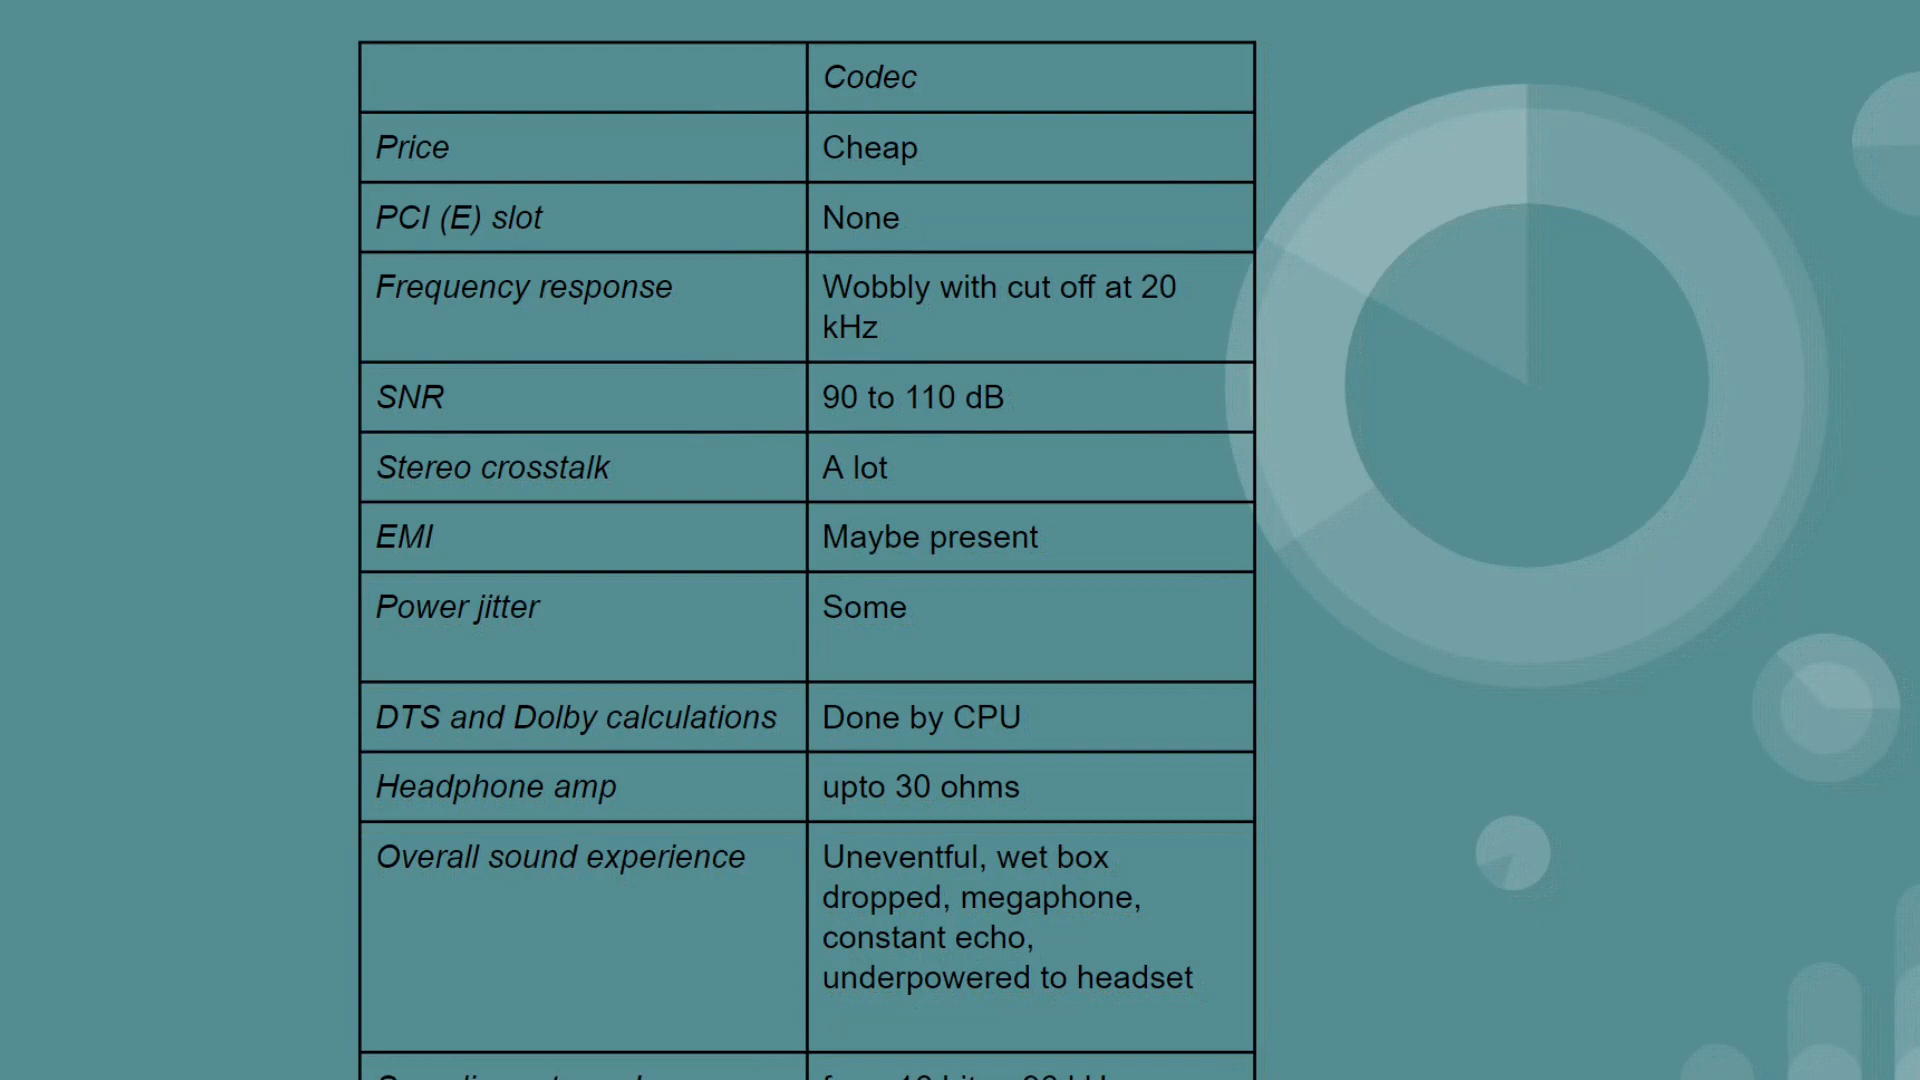 Codec
Price
Cheap
PCI (E) slot
None
Frequency response
Wobbly with cut off at 20
kHz
SNR
90 to 110 dB
Stereo crosstalk
A lot
EMI
Maybe present
Power jitter
Some
DTS and Dolby calculations
Done by CPU
Headphone amp
upto 30 ohms
Overall sound experience
Uneventful, wet box
dropped, megaphone,
constant echo,
underpowered to headset